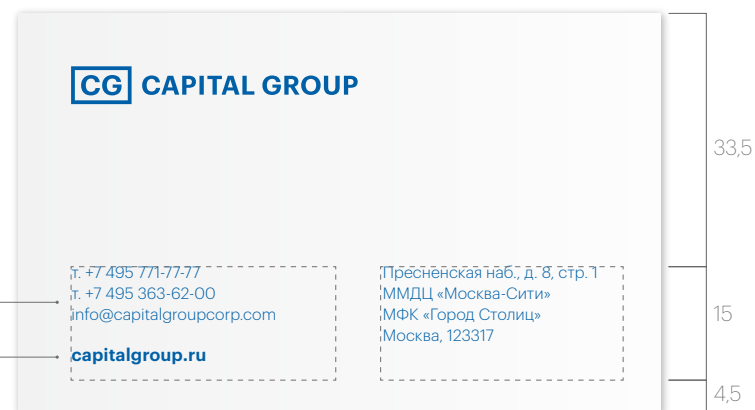 CG CAPITAL GROUP
33,5
т. +7 495 771-77-77
т. +7 495 363-62-00
info@capitalgroupcorp.com
capitalgroup.ru
Пресненская наб., д. 8, стр. 1
ММДЦ «Москва-Сити»
МФК «Город Столиц»
Москва, 123317
15
4,5